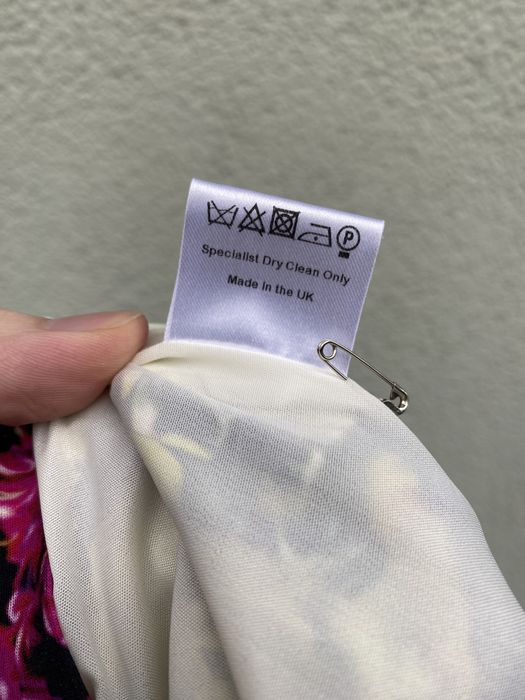 P
Specialist Dry Clean Only
Made in the UK